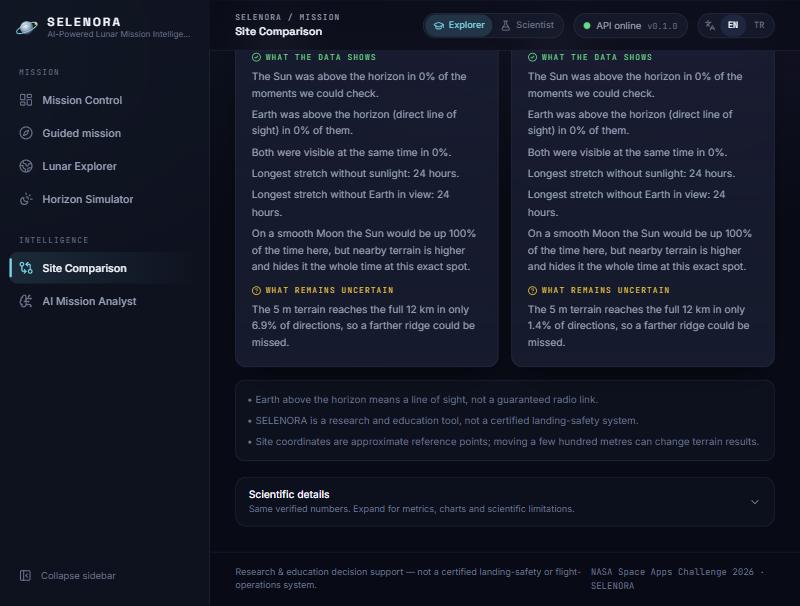 SELENORA
AI-Powered Lunar Mission Intellige...
MISSION
Mission Control
Guided mission
Lunar Explorer
Horizon Simulator
INTELLIGENCE
Site Comparison
AI Mission Analyst
Collapse sidebar
SELENORA / MISSION
Site Comparison
Explorer
Scientist
API online v0.1.0
EN
TR
WHAT THE DATA SHOWS
The Sun was above the horizon in 0% of the
moments we could check.
Earth was above the horizon (direct line of
sight) in 0% of them.
Both were visible at the same time in 0%.
Longest stretch without sunlight: 24 hours.
Longest stretch without Earth in view: 24
hours.
On a smooth Moon the Sun would be up 100%
of the time here, but nearby terrain is higher
and hides it the whole time at this exact spot.
WHAT REMAINS UNCERTAIN
The 5 m terrain reaches the full 12 km in only
6.9% of directions, so a farther ridge could be
missed.
WHAT THE DATA SHOWS
The Sun was above the horizon in 0% of the
moments we could check.
Earth was above the horizon (direct line of
sight) in 0% of them.
Both were visible at the same time in 0%.
Longest stretch without sunlight: 24 hours.
Longest stretch without Earth in view: 24
hours.
On a smooth Moon the Sun would be up 100%
of the time here, but nearby terrain is higher
and hides it the whole time at this exact spot.
WHAT REMAINS UNCERTAIN
The 5 m terrain reaches the full 12 km in only
1.4% of directions, so a farther ridge could be
missed.
• Earth above the horizon means a line of sight, not a guaranteed radio link.
• SELENORA is a research and education tool, not a certified landing-safety system.
• Site coordinates are approximate reference points; moving a few hundred metres can change terrain results.
Scientific details
Same verified numbers. Expand for metrics, charts and scientific limitations.
Research & education decision support — not a certified landing-safety or flight-
operations system.
NASA Space Apps Challenge 2026 ·
SELENORA